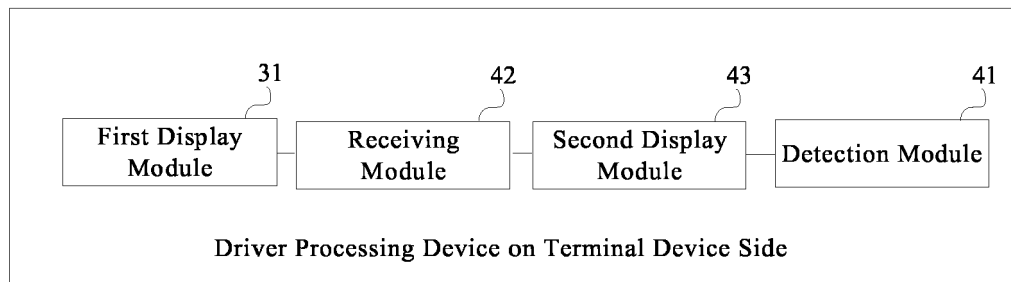 31
42
43
41
First Display
Module
Receiving
Module
Second Display
Module
Detection Module
Driver Processing Device on Terminal Device Side